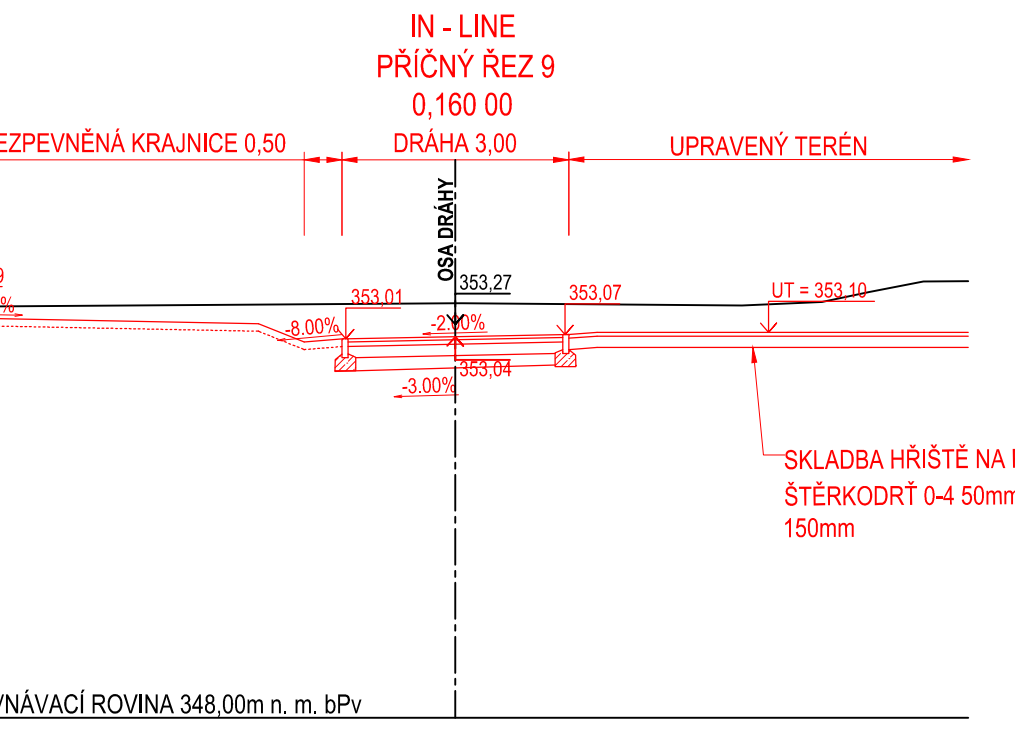 IN - LINE
PŘÍČNÝ ŘEZ 9
0,160 00
EZPEVNĚNÁ KRAJNICE 0,50
DRÁHA 3,00
UPRAVENÝ TERÉN
OSA DRÁHY
9
353,27
353,01
353,07
UT = 353,10
%
-8.00%
-2.00%
353,04
-3.00%
SKLADBA HŘIŠTĚ NA
ŠTĚRKODRŤ 0-4 50mm
150mm
VNÁVACÍ ROVINA 348,00m n. m. bPv